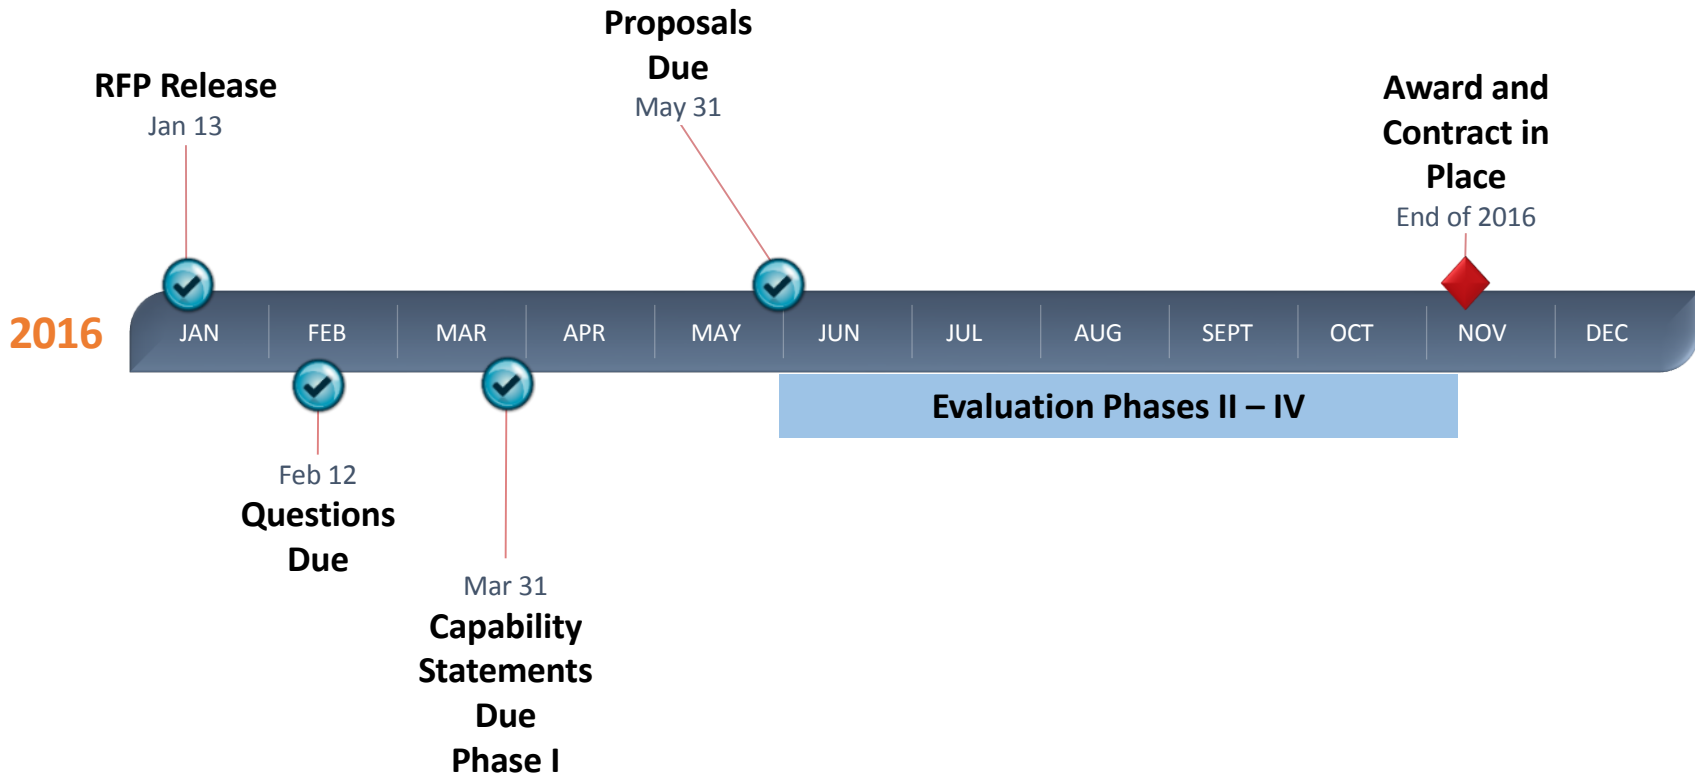 RFP Release
Jan 13
Proposals
Due
May 31
Award and
Contract in
Place
End of 2016
2016
JAN
FEB
MAR
APR
MAY
JUN
JUL
AUG
SEPT
OCT
NOV
DEC
Evaluation Phases II – IV
Feb 12
Questions
Due
Mar 31
Capability
Statements
Due
Phase I